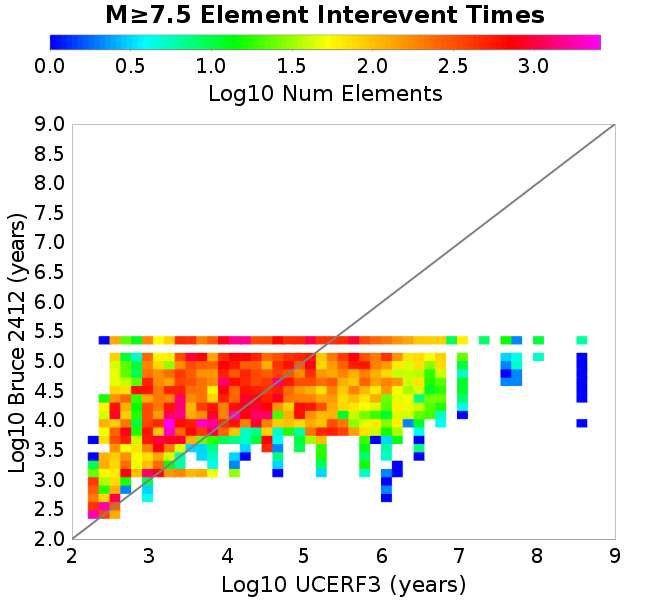 M≥7.5 Element Interevent Times
0.0 0.5 1.0 1.5 2.0 2.5 3.0
Log10 Num Elements
9.0
8.5
8.0
7.5
7.0
6.5
6.0
5.5
5.0
4.5
4.0
3.5
3.0
2.5
2.0
Log10 Bruce 2412 (years)
2 3 4 5 6 7 8 9
Log10 UCERF3 (years)